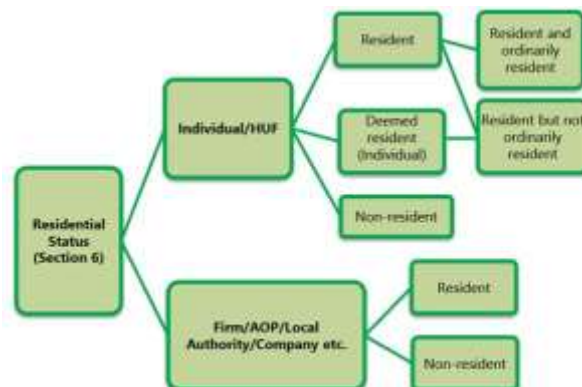 Resident
Resident and
ordinarily
resident
Individual/HUF
Deemed
resident
(Individual)
Resident but not
ordinarily
resident
Non-resident
Residential
Status
(Section 6)
Resident
Firm/AOP/Local
Authority/Company etc.
Non-resident